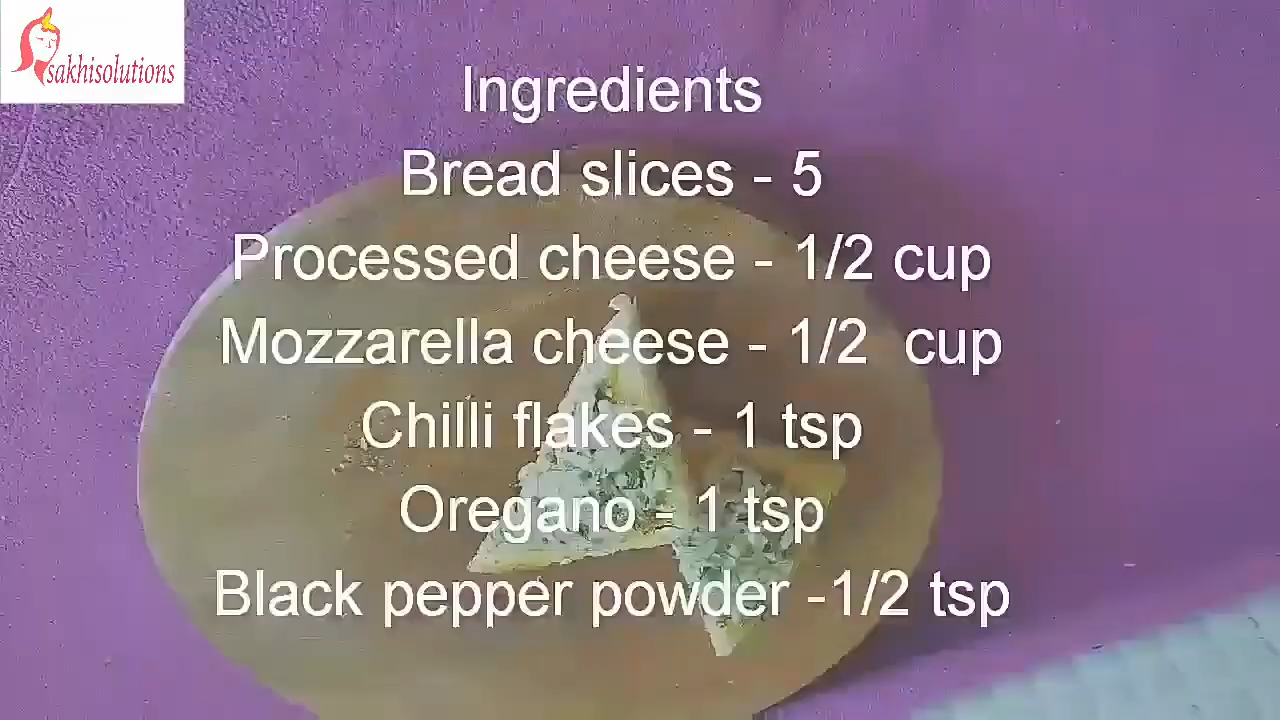 sakhisolutions
Ingredients
Bread slices - 5
Processed cheese - 1/2 cup
Mozzarella cheese - 1/2 cup
Chilli flakes - 1 tsp
Oregano - 1 tsp
Black pepper powder -1/2 tsp